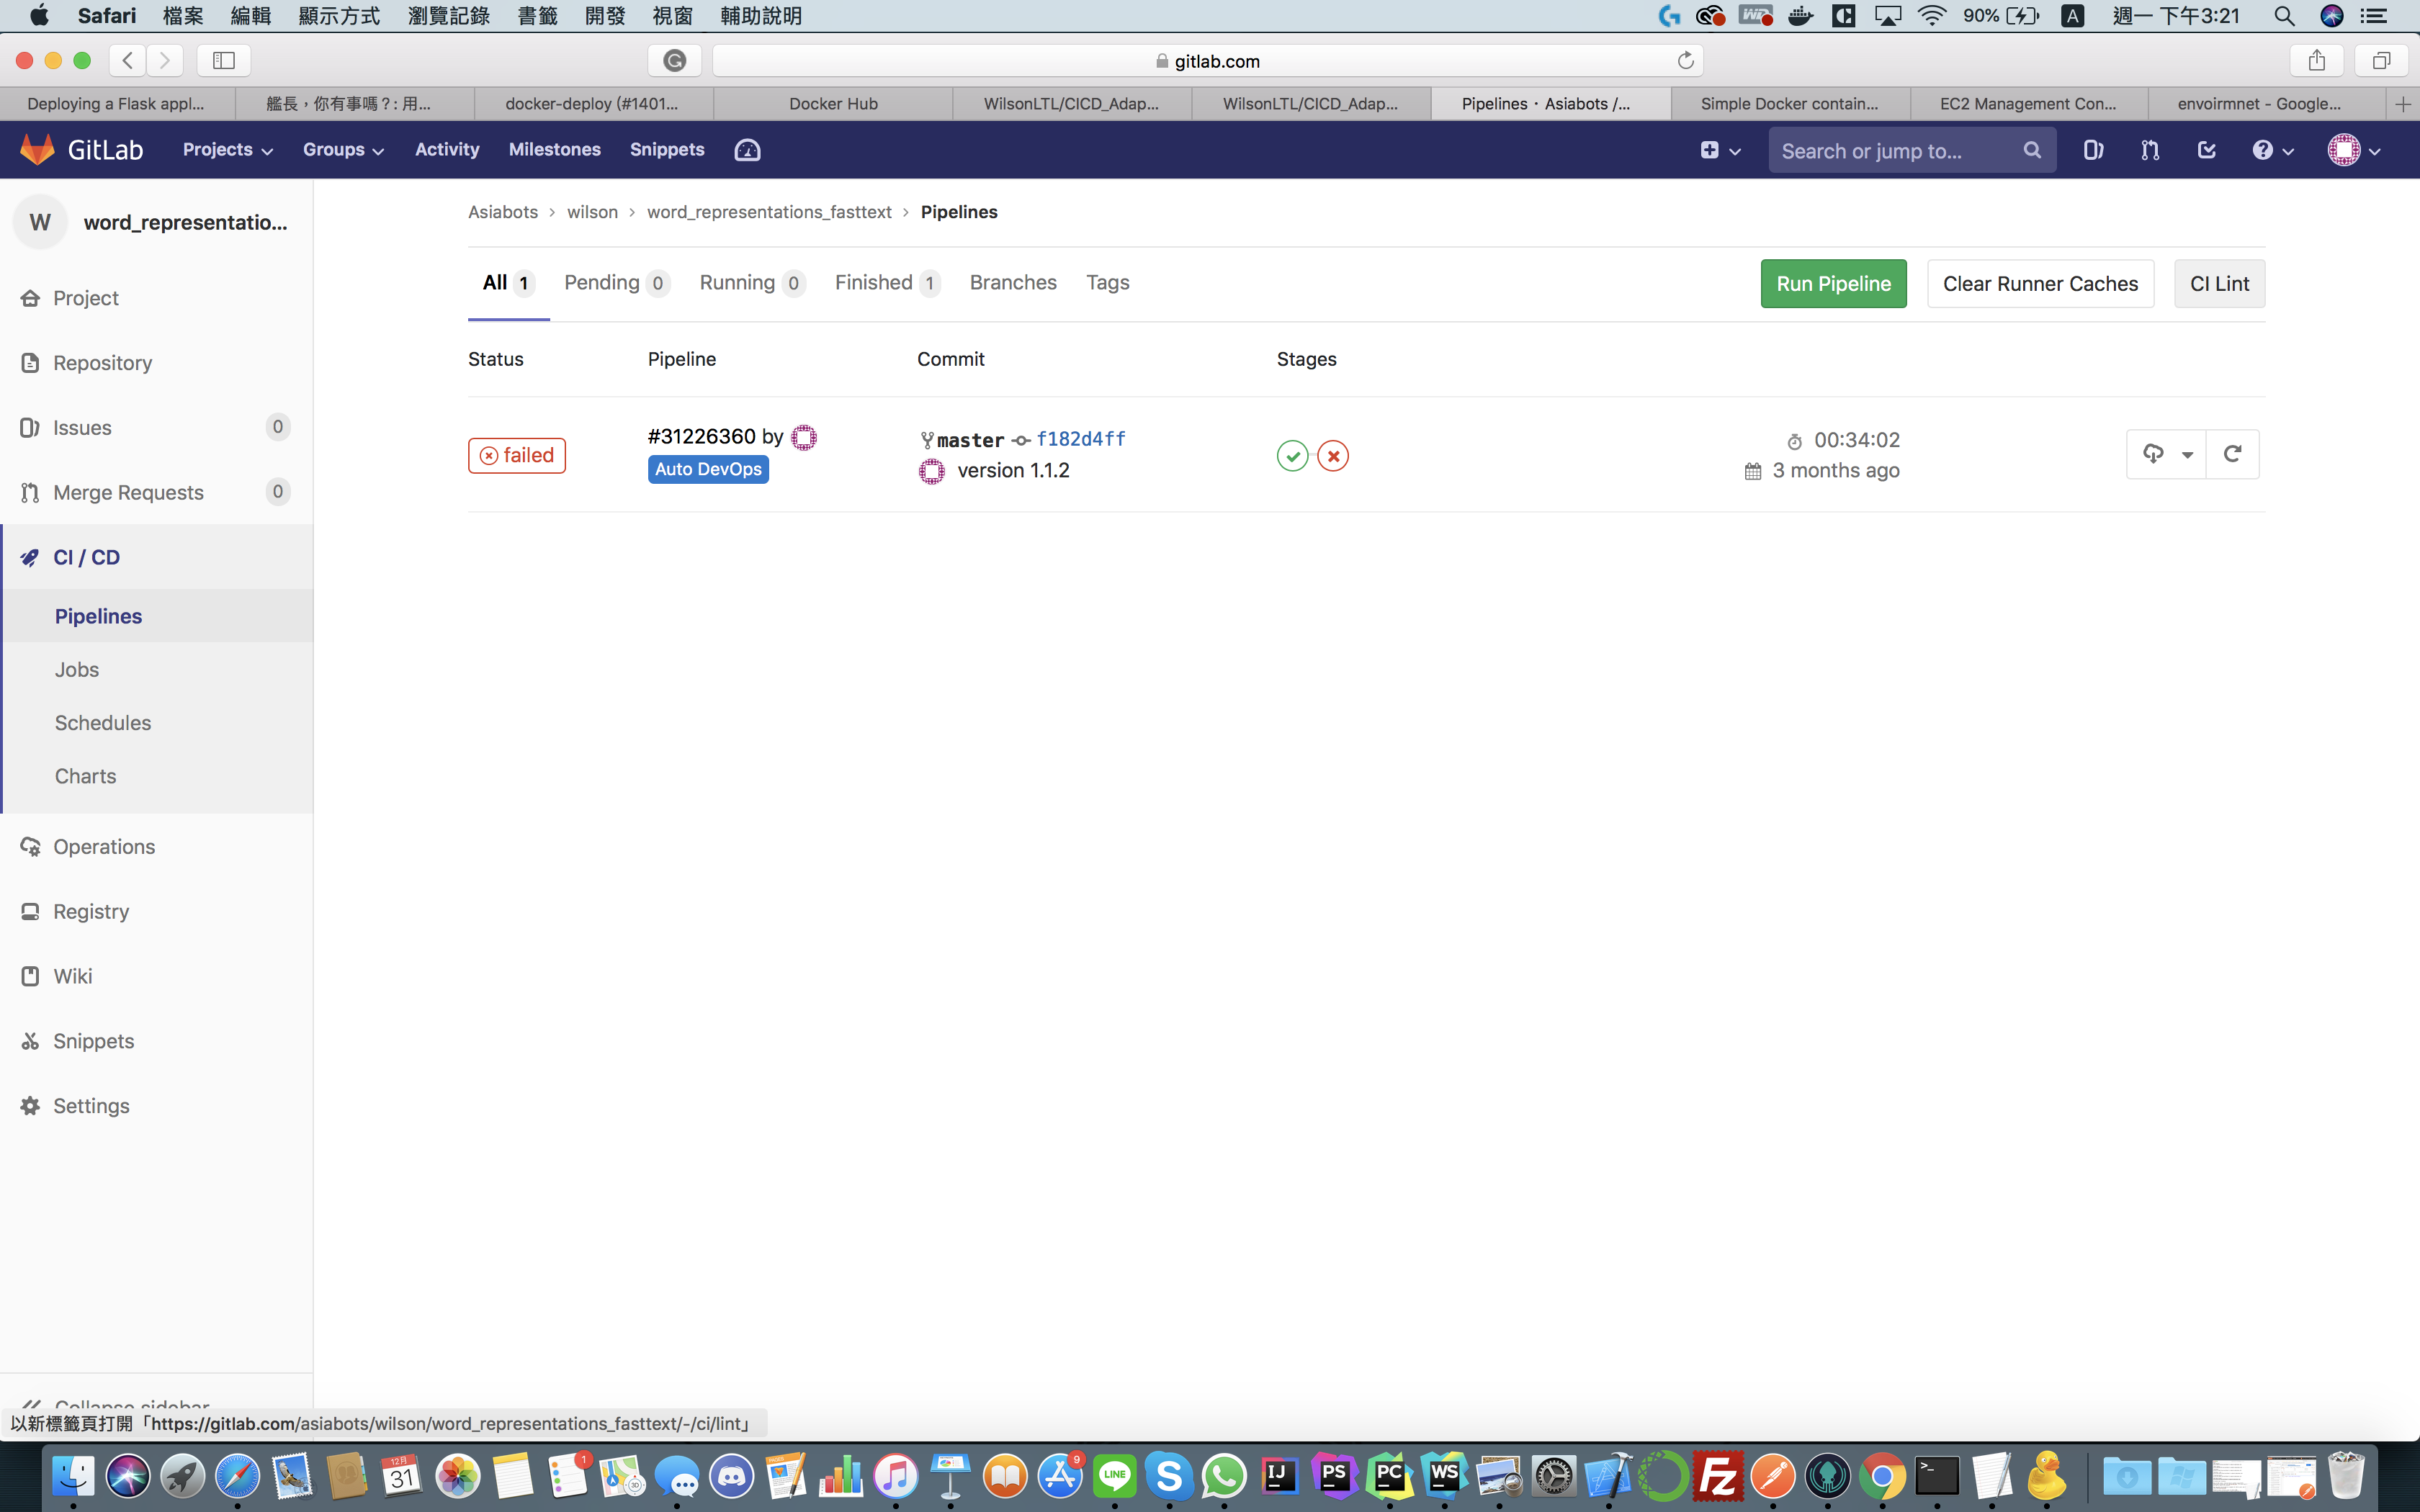 Safari 檔案 編輯 顯示方式 瀏覽記錄 書籤 開發 視窗 輔助說明 90% A 週一 下午3:21
gitlab.com
Deploying a Flask appl... 艦長，你有事嗎？: 用... docker-deploy (#1401... Docker Hub WilsonLTL/CICD_Adap... WilsonLTL/CICD_Adap... Pipelines · Asiabots /... Simple Docker contain... EC2 Management Con... envoirmnet - Google...
GitLab Projects Groups Activity Milestones Snippets Search or jump to...
W word_representatio...
Project
Repository
Issues 0
Merge Requests 0
CI / CD
Pipelines
Jobs
Schedules
Charts
Operations
Registry
Wiki
Snippets
Settings
Collapse sidebar
Asiabots > wilson > word_representations_fasttext > Pipelines
All 1 Pending 0 Running 0 Finished 1 Branches Tags Run Pipeline Clear Runner Caches CI Lint
Status Pipeline Commit Stages
failed
#31226360 by
Auto DevOps
master f182d4ff
version 1.1.2
00:34:02
3 months ago
以新標籤頁打開「https://gitlab.com/asiabots/wilson/word_representations_fasttext/-/ci/lint」
12月
31 1 3D PAGES 9 LINE S IJ PS PC WS Fz >_